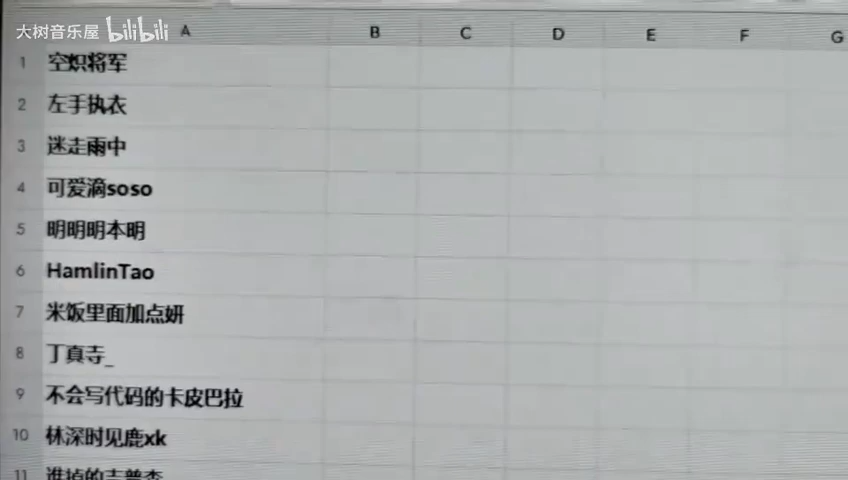 大树音乐屋 bilibili
A B C D E F G
1 空炽将军
2 左手执衣
3 迷走雨中
4 可爱滴soso
5 明明明本明
6 HamlinTao
7 米饭里面加点妍
8 丁真寺_
9 不会写代码的卡皮巴拉
10 林深时见鹿xk
11